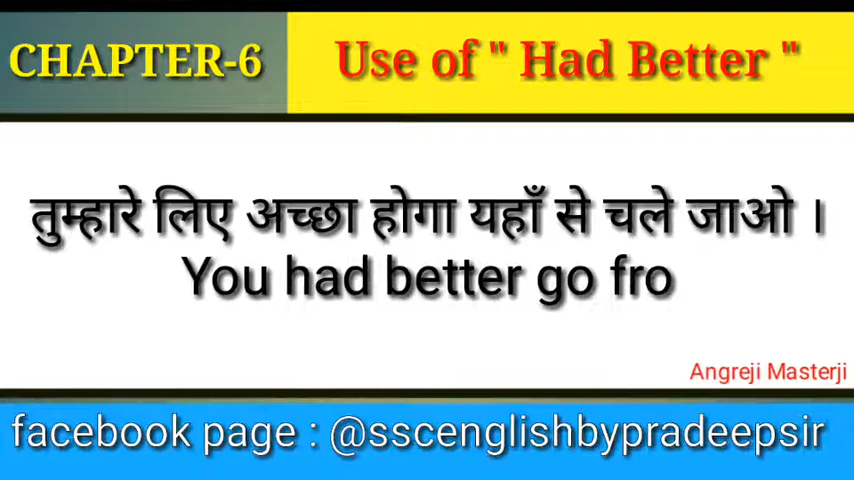 CHAPTER-6
Use of " Had Better "
तुम्हारे लिए अच्छा होगा यहाँ से चले जाओ ।
You had better go fro
Angreji Masterji
facebook page : @sscenglishbypradeepsir